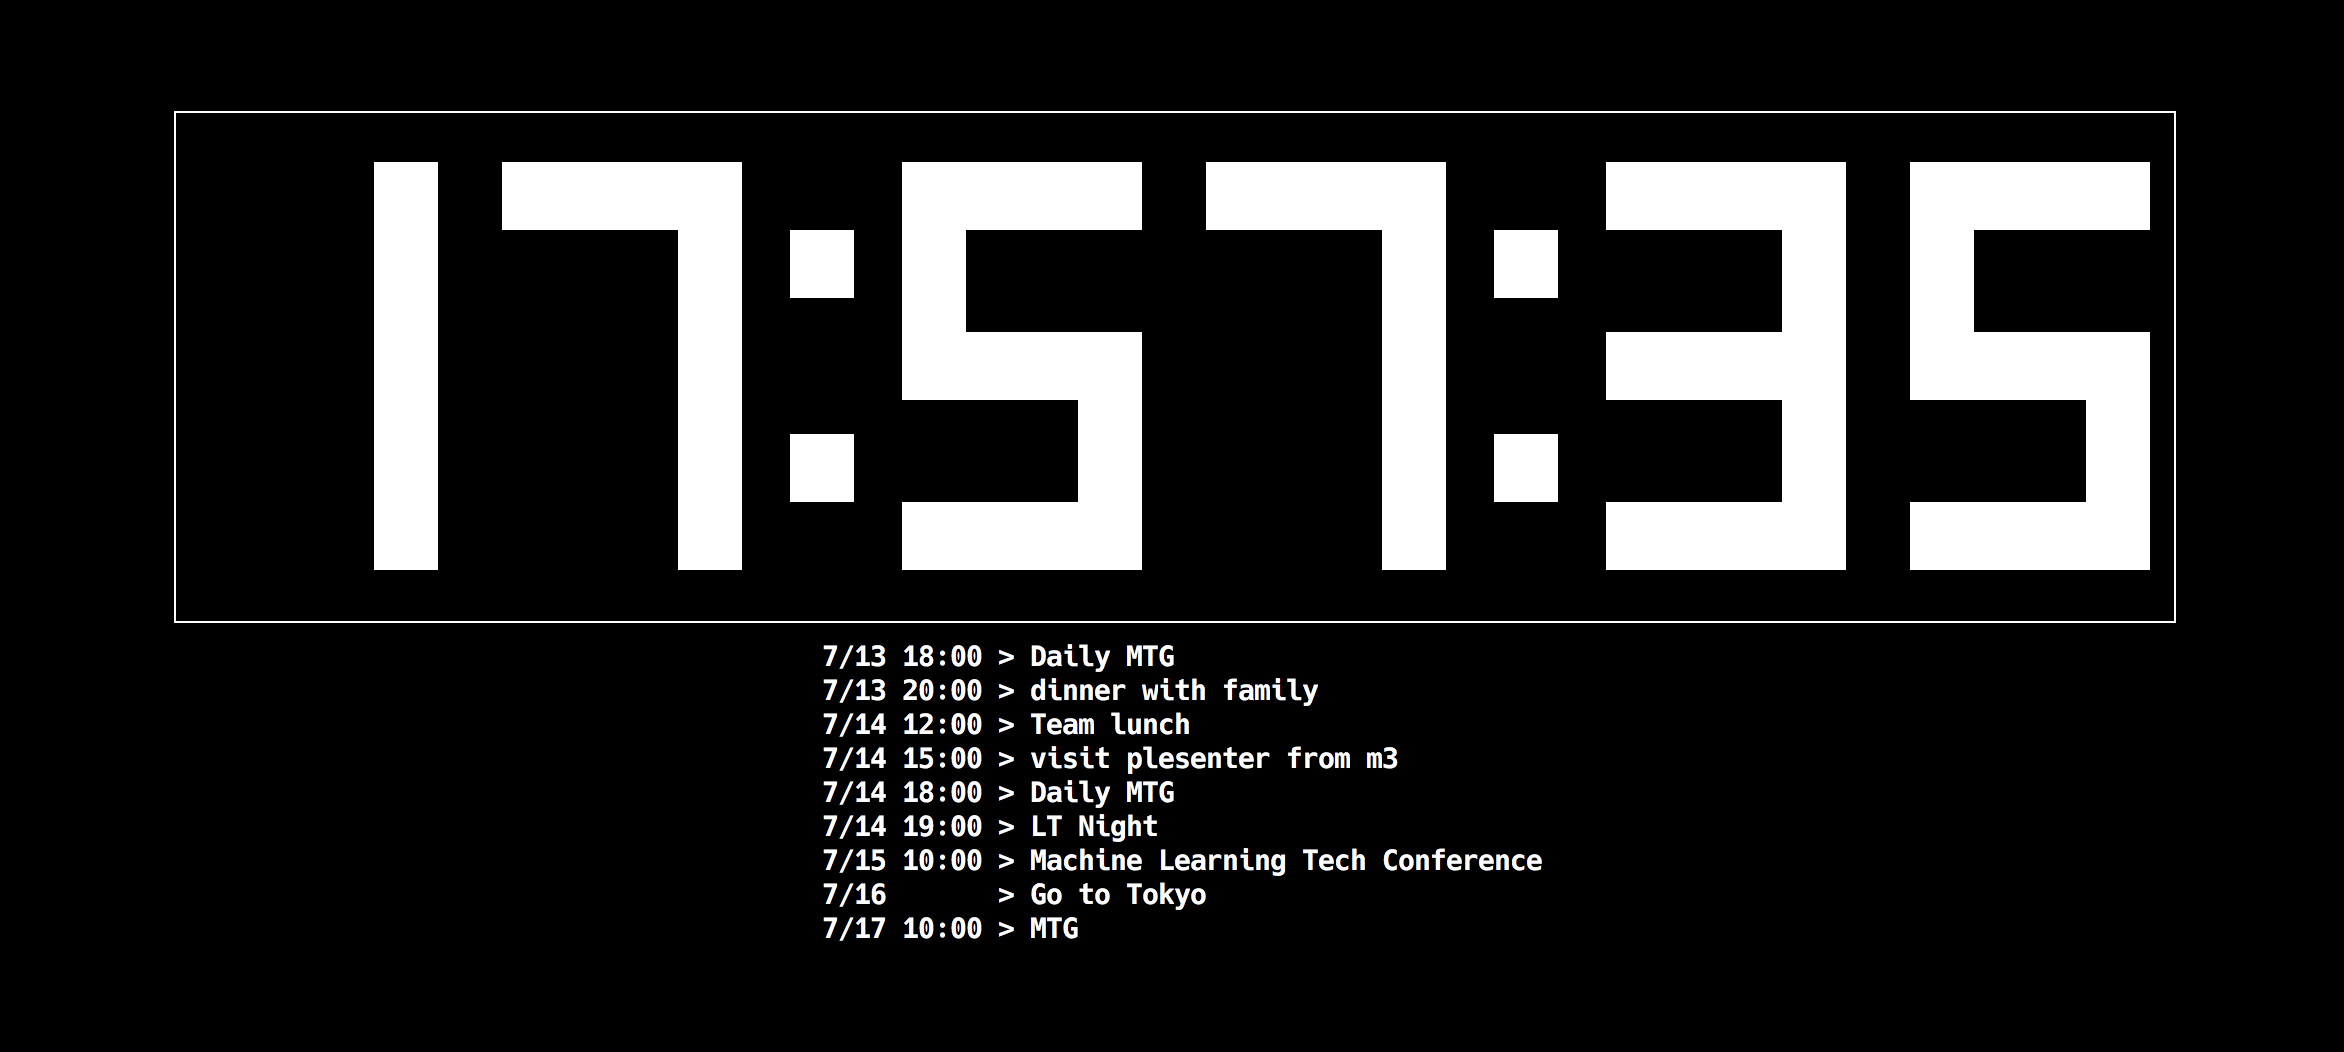 17:57:35
7/13 18:00 > Daily MTG
7/13 20:00 > dinner with family
7/14 12:00 > Team lunch
7/14 15:00 > visit plesenter from m3
7/14 18:00 > Daily MTG
7/14 19:00 > LT Night
7/15 10:00 > Machine Learning Tech Conference
7/16       > Go to Tokyo
7/17 10:00 > MTG